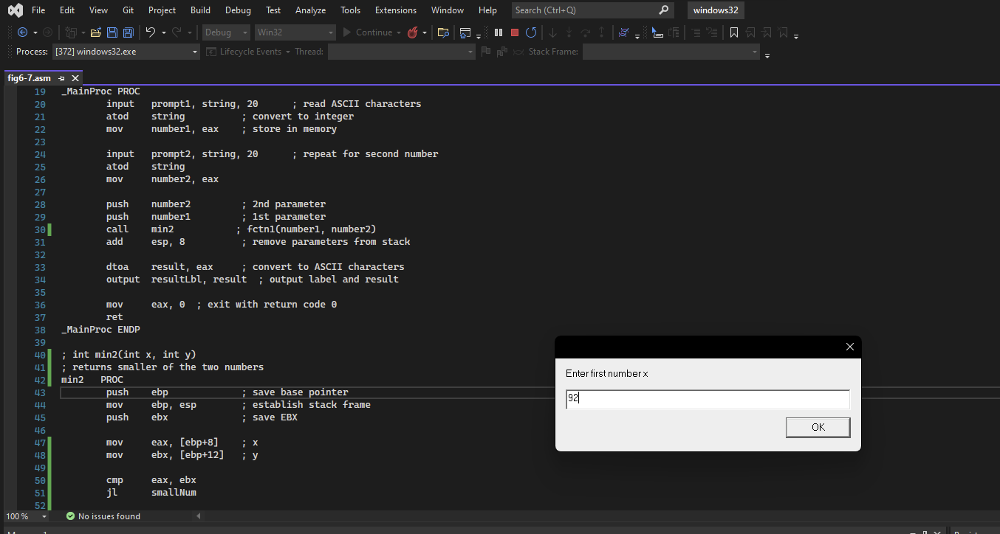 File Edit View Git Project Build Debug Test Analyze Tools Extensions Window Help Search (Ctrl+Q) windows32
Debug Win32 Continue
Process: [372] windows32.exe Lifecycle Events Thread: Stack Frame:
fig6-7.asm
19 _MainProc PROC
20 input prompt1, string, 20 ; read ASCII characters
21 atod string ; convert to integer
22 mov number1, eax ; store in memory
23
24 input prompt2, string, 20 ; repeat for second number
25 atod string
26 mov number2, eax
27
28 push number2 ; 2nd parameter
29 push number1 ; 1st parameter
30 call min2 ; fctn1(number1, number2)
31 add esp, 8 ; remove parameters from stack
32
33 dtoa result, eax ; convert to ASCII characters
34 output resultLbl, result ; output label and result
35
36 mov eax, 0 ; exit with return code 0
37 ret
38 _MainProc ENDP
39
40 ; int min2(int x, int y)
41 ; returns smaller of the two numbers
42 min2 PROC
43 push ebp ; save base pointer
44 mov ebp, esp ; establish stack frame
45 push ebx ; save EBX
46
47 mov eax, [ebp+8] ; x
48 mov ebx, [ebp+12] ; y
49
50 cmp eax, ebx
51 jl smallNum
52
Enter first number x
92
OK
100 % No issues found